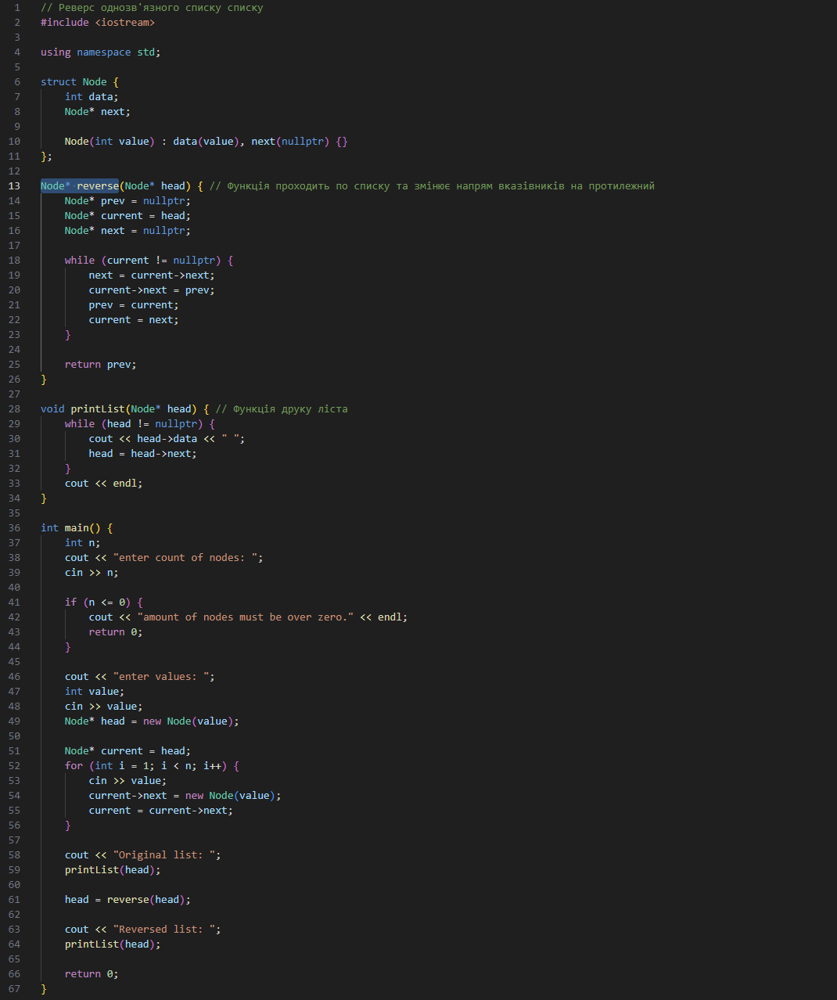 1 // Реверс однозв'язного списку списку
2 #include <iostream>
3
4 using namespace std;
5
6 struct Node {
7     int data;
8     Node* next;
9
10     Node(int value) : data(value), next(nullptr) {}
11 };
12
13 Node* reverse(Node* head) { // Функція проходить по списку та змінює напрям вказівників на протилежний
14     Node* prev = nullptr;
15     Node* current = head;
16     Node* next = nullptr;
17
18     while (current != nullptr) {
19         next = current->next;
20         current->next = prev;
21         prev = current;
22         current = next;
23     }
24
25     return prev;
26 }
27
28 void printList(Node* head) { // Функція друку ліста
29     while (head != nullptr) {
30         cout << head->data << " ";
31         head = head->next;
32     }
33     cout << endl;
34 }
35
36 int main() {
37     int n;
38     cout << "enter count of nodes: ";
39     cin >> n;
40
41     if (n <= 0) {
42         cout << "amount of nodes must be over zero." << endl;
43         return 0;
44     }
45
46     cout << "enter values: ";
47     int value;
48     cin >> value;
49     Node* head = new Node(value);
50
51     Node* current = head;
52     for (int i = 1; i < n; i++) {
53         cin >> value;
54         current->next = new Node(value);
55         current = current->next;
56     }
57
58     cout << "Original list: ";
59     printList(head);
60
61     head = reverse(head);
62
63     cout << "Reversed list: ";
64     printList(head);
65
66     return 0;
67 }